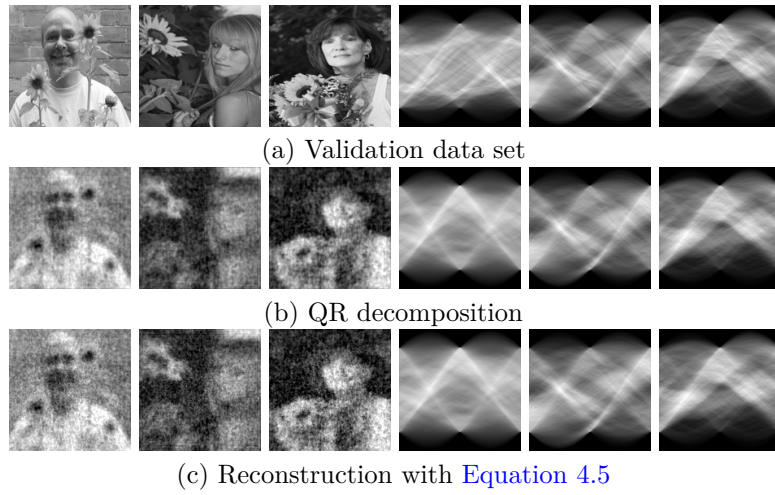 (a) Validation data set
(b) QR decomposition
(c) Reconstruction with Equation 4.5